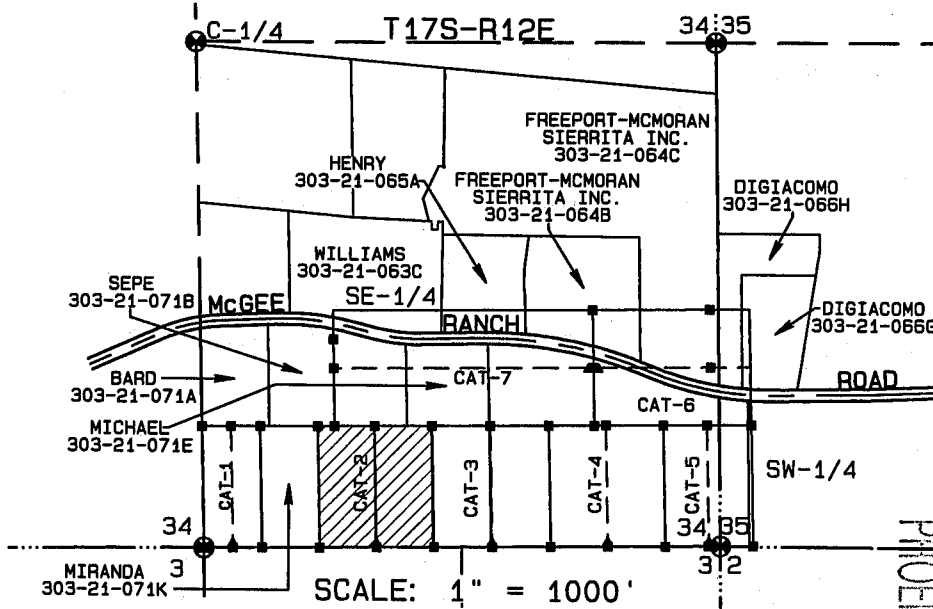 C-1/4
T17S-R12E
34 35
FREEPORT-MCMORAN
SIERRITA INC.
303-21-064C
HENRY
303-21-065A
FREEPORT-MCMORAN
SIERRITA INC.
303-21-064B
DIGIACOMO
303-21-066H
WILLIAMS
303-21-063C
SEPE
303-21-071B
SE-1/4
McGEE
RANCH
ROAD
DIGIACOMO
303-21-066G
BARD
303-21-071A
CAT-7
CAT-6
MICHAEL
303-21-071E
CAT-1
CAT-2
CAT-3
CAT-4
CAT-5
SW-1/4
34
3
34 35
3 2
MIRANDA
303-21-071K
SCALE: 1" = 1000'